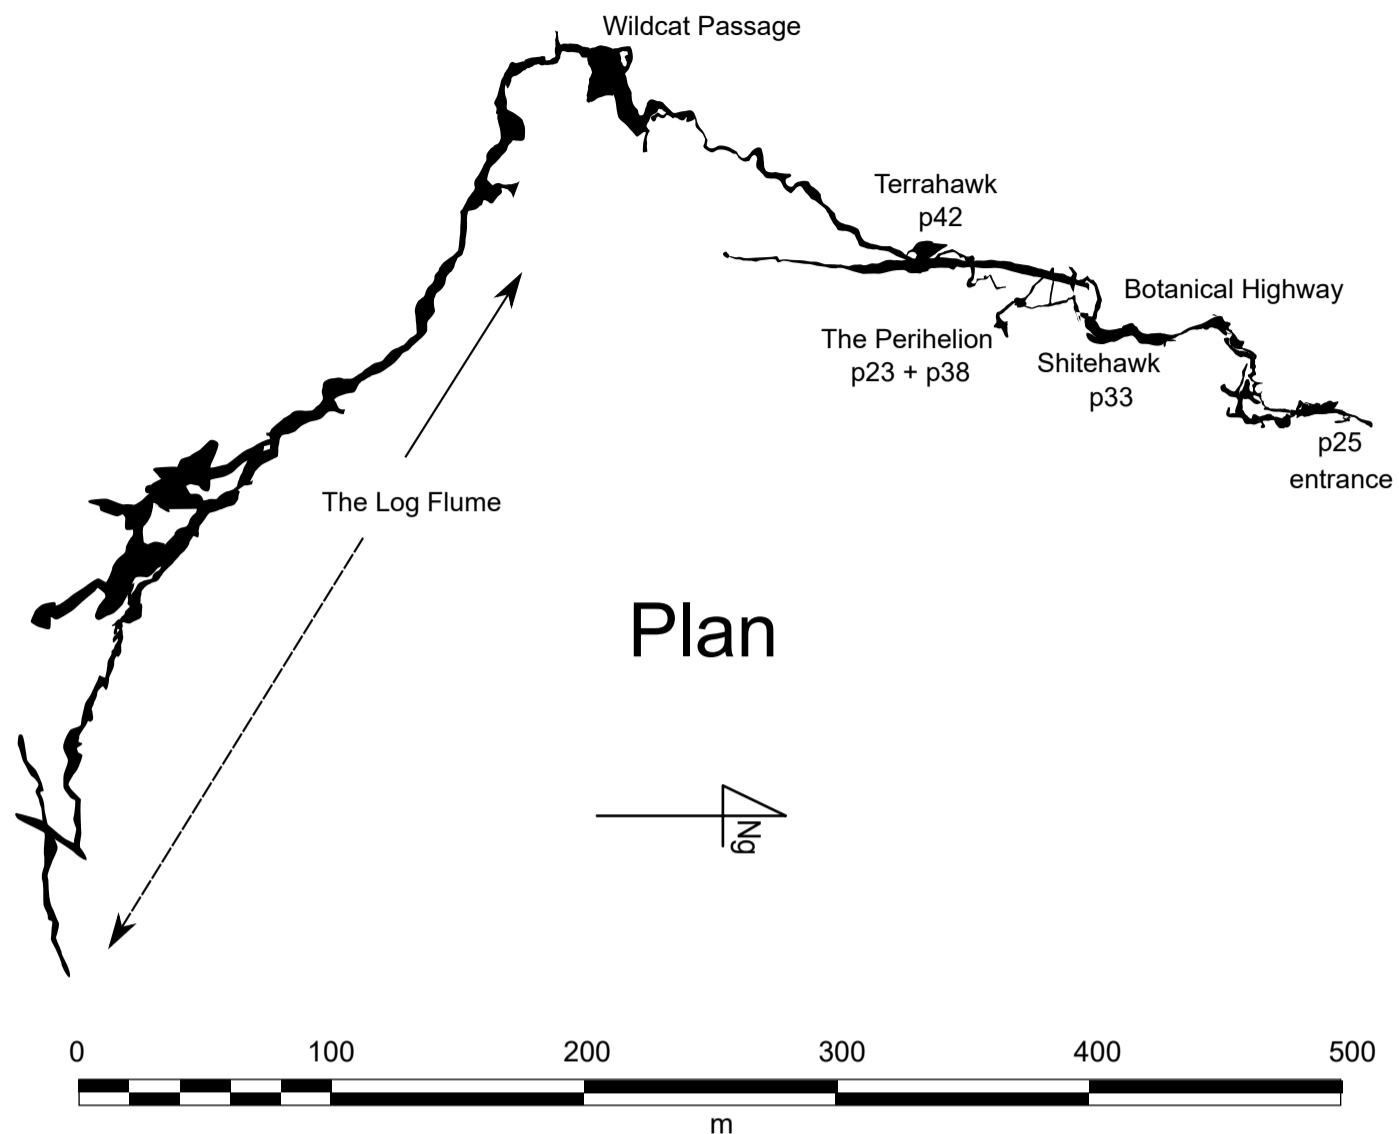 Wildcat Passage
Terrahawk
p42
Botanical Highway
The Perihelion
p23 + p38
Shitehawk
p33
p25
entrance
The Log Flume
Plan
Ng
0 100 200 300 400 500
m